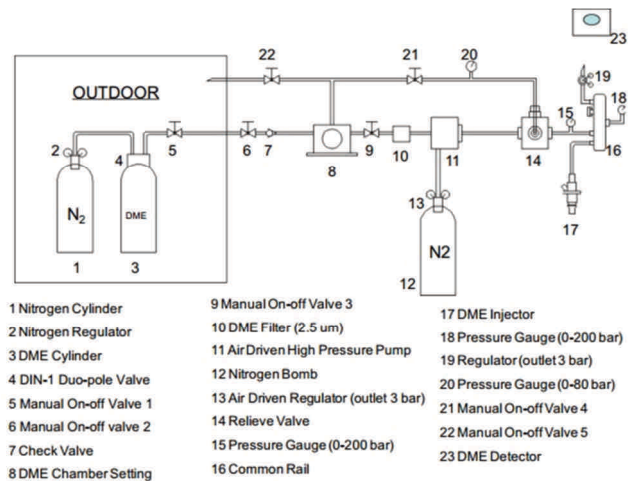 22
21
20
23
OUTDOOR
19
18
15
2
4
5
6
7
9
10
11
14
16
8
N2
DME
13
17
N2
1
3
12
1 Nitrogen Cylinder
2 Nitrogen Regulator
3 DME Cylinder
4 DIN-1 Duo-pole Valve
5 Manual On-off Valve 1
6 Manual On-off valve 2
7 Check Valve
8 DME Chamber Setting
9 Manual On-off Valve 3
10 DME Filter (2.5 um)
11 Air Driven High Pressure Pump
12 Nitrogen Bomb
13 Air Driven Regulator (outlet 3 bar)
14 Relieve Valve
15 Pressure Gauge (0-200 bar)
16 Common Rail
17 DME Injector
18 Pressure Gauge (0-200 bar)
19 Regulator (outlet 3 bar)
20 Pressure Gauge (0-80 bar)
21 Manual On-off Valve 4
22 Manual On-off Valve 5
23 DME Detector